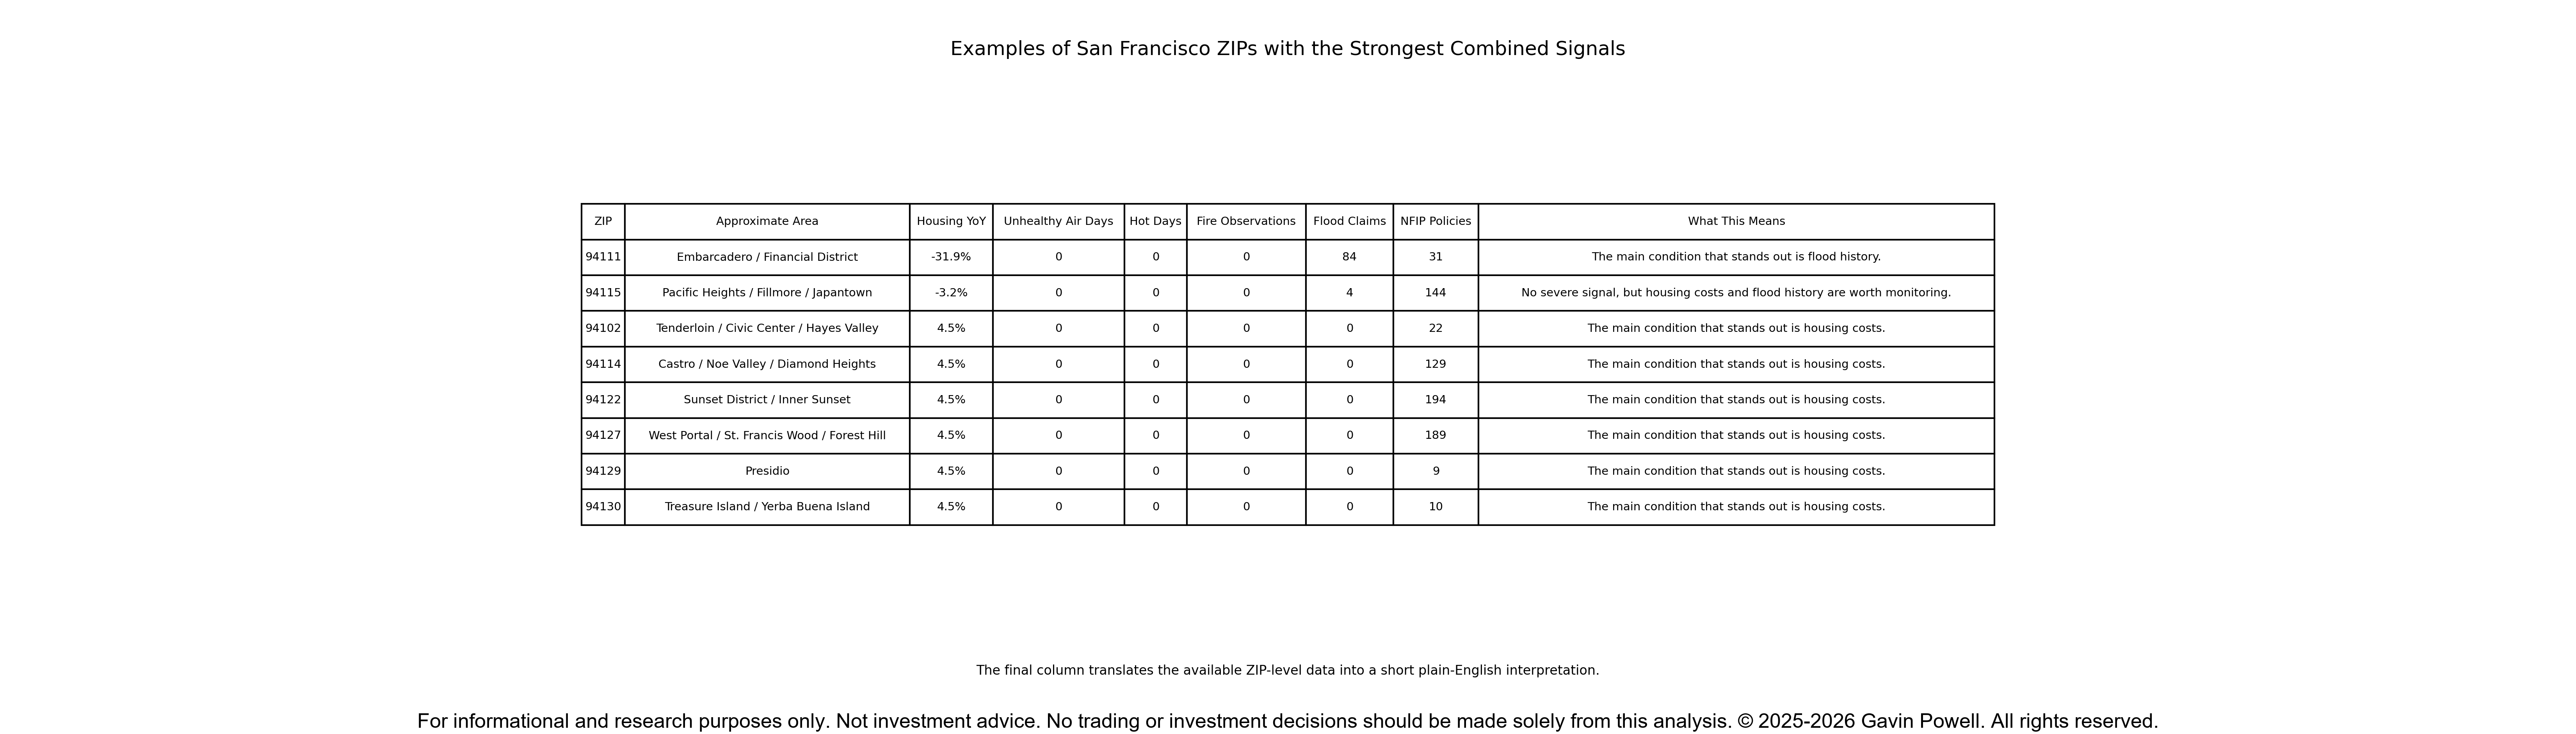 Examples of San Francisco ZIPs with the Strongest Combined Signals
ZIP Approximate Area Housing YoY Unhealthy Air Days Hot Days Fire Observations Flood Claims NFIP Policies What This Means
94111 Embarcadero / Financial District -31.9% 0 0 0 84 31 The main condition that stands out is flood history.
94115 Pacific Heights / Fillmore / Japantown -3.2% 0 0 0 4 144 No severe signal, but housing costs and flood history are worth monitoring.
94102 Tenderloin / Civic Center / Hayes Valley 4.5% 0 0 0 0 22 The main condition that stands out is housing costs.
94114 Castro / Noe Valley / Diamond Heights 4.5% 0 0 0 0 129 The main condition that stands out is housing costs.
94122 Sunset District / Inner Sunset 4.5% 0 0 0 0 194 The main condition that stands out is housing costs.
94127 West Portal / St. Francis Wood / Forest Hill 4.5% 0 0 0 0 189 The main condition that stands out is housing costs.
94129 Presidio 4.5% 0 0 0 0 9 The main condition that stands out is housing costs.
94130 Treasure Island / Yerba Buena Island 4.5% 0 0 0 0 10 The main condition that stands out is housing costs.
The final column translates the available ZIP-level data into a short plain-English interpretation.
For informational and research purposes only. Not investment advice. No trading or investment decisions should be made solely from this analysis. © 2025-2026 Gavin Powell. All rights reserved.